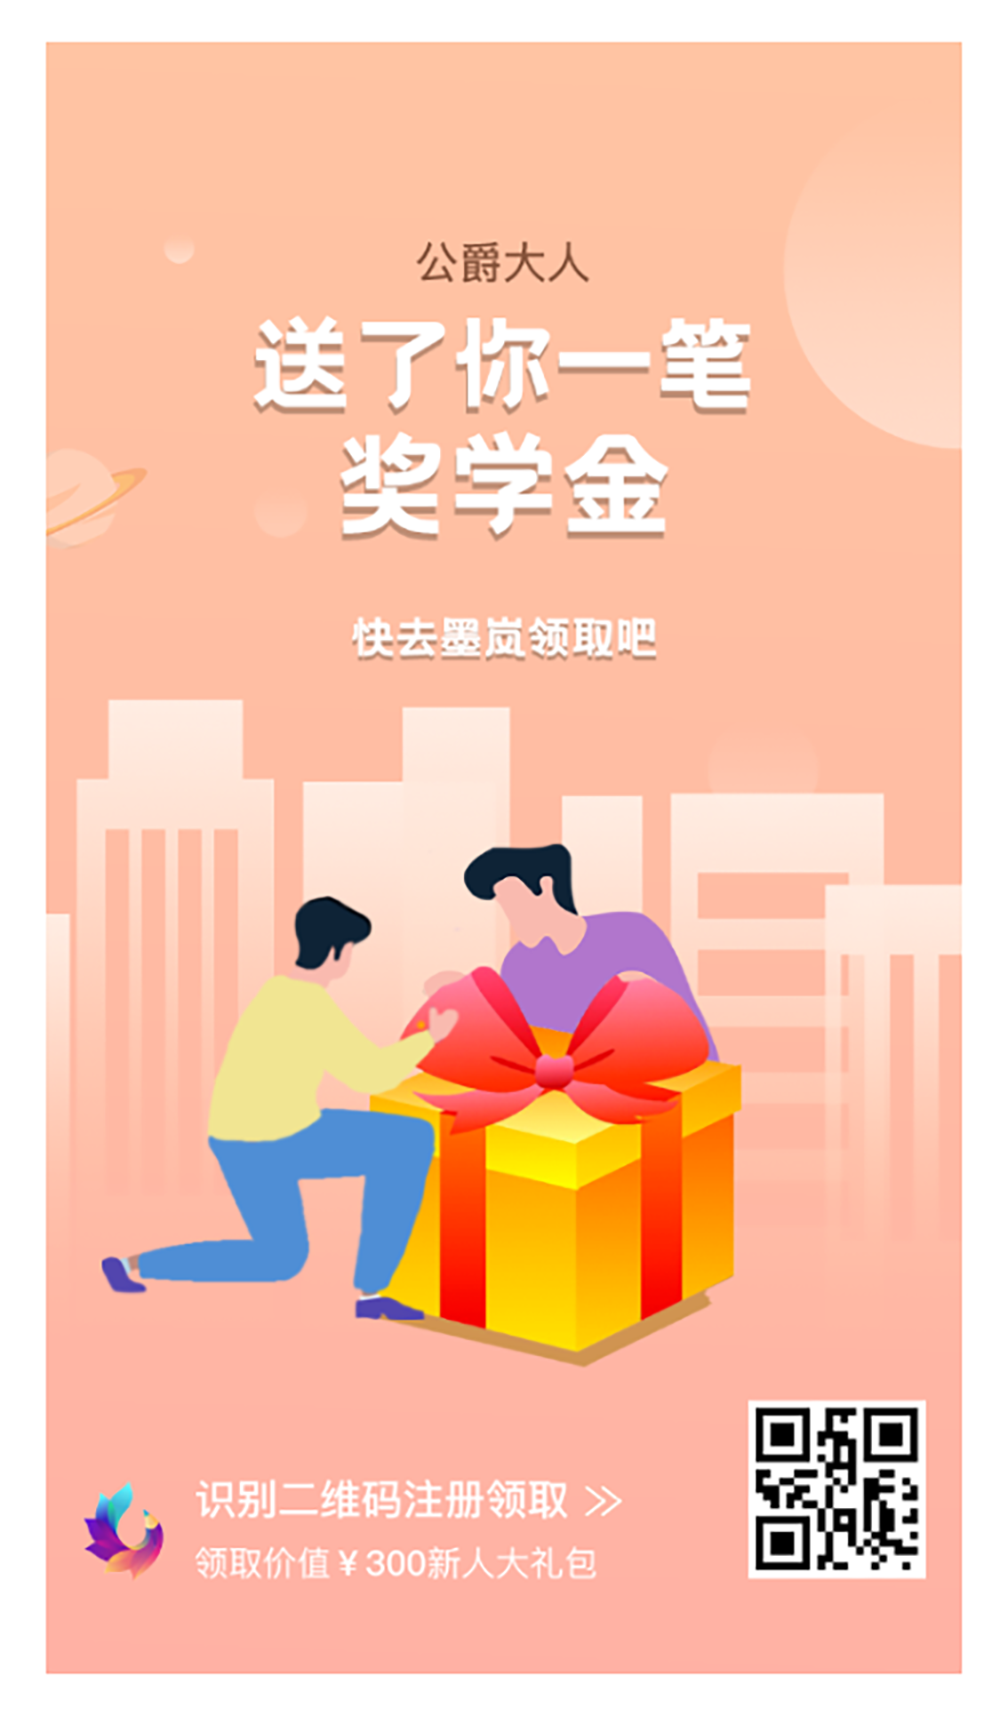 公爵大人
送了你一笔
奖学金
快去墨岚领取吧
识别二维码注册领取 >>
领取价值￥300新人大礼包